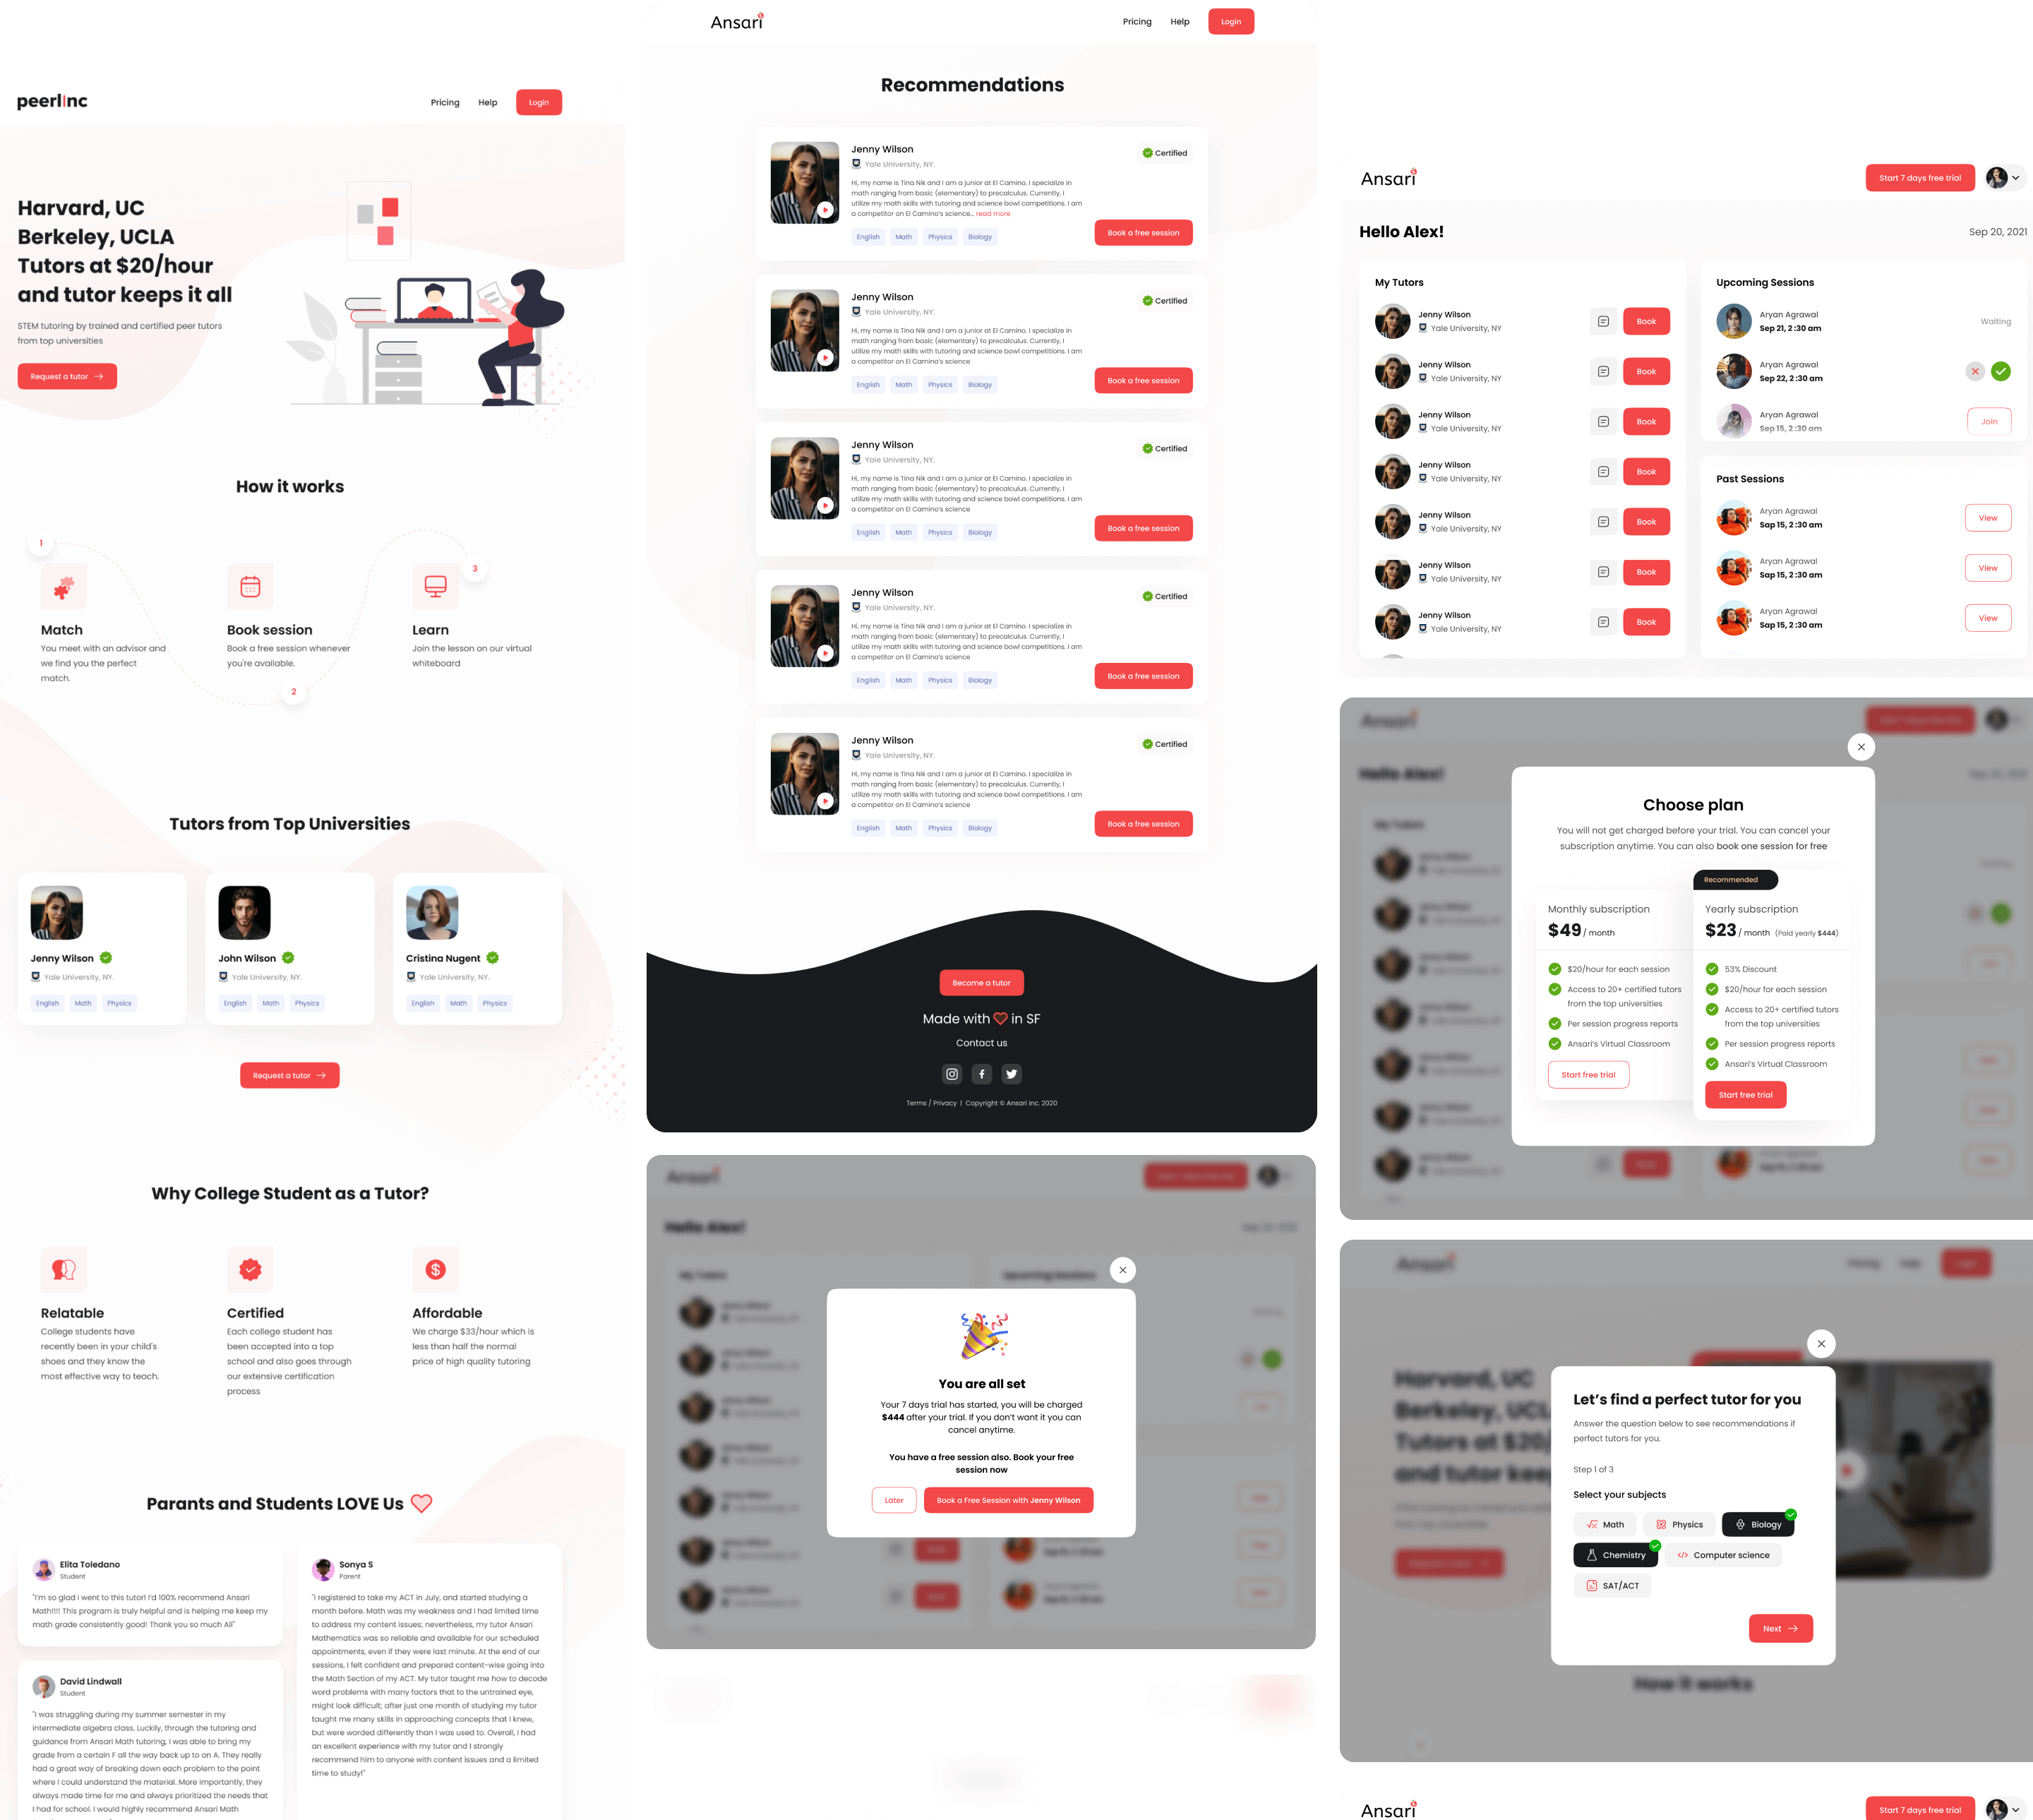 peerlinc
Pricing
Help
Login
Harvard, UC
Berkeley, UCLA
Tutors at $20/hour
and tutor keeps it all
STEM tutoring by trained and certified peer tutors
from top universities
Request a tutor
How it works
1
3
Match
You meet with an advisor and
we find you the perfect
match.
Book session
Book a free session whenever
you're available.
Learn
Join the lesson on our virtual
whiteboard
2
Tutors from Top Universities
Jenny Wilson
Yale University, NY.
English
Math
Physics
John Wilson
Yale University, NY.
English
Math
Physics
Cristina Nugent
Yale University, NY.
English
Math
Physics
Request a tutor
Why College Student as a Tutor?
Relatable
College students have
recently been in your child's
shoes and they know the
most effective way to teach.
Certified
Each college student has
been accepted into a top
school and also goes through
our extensive certification
process
Affordable
We charge $33/hour which is
less than half the normal
price of high quality tutoring
Parants and Students LOVE Us
Elita Toledano
Student
"I'm so glad i went to this tutor! I'd 100% recommend Ansari
Math!!!! This program is truly helpful and is helping me keep my
math grade consistently good! Thank you so much Ali"
David Lindwall
Student
"I was struggling during my summer semester in my
intermediate algebra class. Luckily, through the tutoring and
guidance from Ansari Math tutoring, I was able to bring my
grade from a certain F all the way back up to an A. They really
had a great way of breaking down each problem to the point
where I could understand the material. More importantly, they
always made time for me and always prioritized the needs that
I had for school. I would highly recommend Ansari Math
Sonya S
Parent
"I registered to take my ACT in July, and started studying a
month before. Math was my weakness and I had limited time
to address my content issues; nevertheless, my tutor Ansari
Mathematics was so reliable and available for our scheduled
appointments, even if they were last minute. At the end of our
sessions, I felt confident and prepared content-wise going into
the Math Section of my ACT. My tutor taught me how to decode
word problems with many factors that to the untrained eye,
might look difficult; after just one month of studying my tutor
taught me many skills in approaching concepts that I knew,
but were worded differently than I was used to. Overall, I had
an excellent experience with my tutor and I strongly
recommend him to anyone with content issues and a limited
time to study!"
Ansari
Pricing
Help
Login
Recommendations
Jenny Wilson
Certified
Yale University, NY.
Hi, my name is Tina Nik and I am a junior at El Camino. I specialize in
math ranging from basic (elementary) to precalculus. Currently, I
utilize my math skills with tutoring and science bowl competitions. I am
a competitor on El Camino's science... read more
English
Math
Physics
Biology
Book a free session
Jenny Wilson
Certified
Yale University, NY.
Hi, my name is Tina Nik and I am a junior at El Camino. I specialize in
math ranging from basic (elementary) to precalculus. Currently, I
utilize my math skills with tutoring and science bowl competitions. I am
a competitor on El Camino's science
English
Math
Physics
Biology
Book a free session
Jenny Wilson
Certified
Yale University, NY.
Hi, my name is Tina Nik and I am a junior at El Camino. I specialize in
math ranging from basic (elementary) to precalculus. Currently, I
utilize my math skills with tutoring and science bowl competitions. I am
a competitor on El Camino's science
English
Math
Physics
Biology
Book a free session
Jenny Wilson
Certified
Yale University, NY.
Hi, my name is Tina Nik and I am a junior at El Camino. I specialize in
math ranging from basic (elementary) to precalculus. Currently, I
utilize my math skills with tutoring and science bowl competitions. I am
a competitor on El Camino's science
English
Math
Physics
Biology
Book a free session
Jenny Wilson
Certified
Yale University, NY.
Hi, my name is Tina Nik and I am a junior at El Camino. I specialize in
math ranging from basic (elementary) to precalculus. Currently, I
utilize my math skills with tutoring and science bowl competitions. I am
a competitor on El Camino's science
English
Math
Physics
Biology
Book a free session
Become a tutor
Made with in SF
Contact us
Terms / Privacy | Copyright © Ansari inc. 2020
Ansari
Hello Alex!
My Tutors
Upcoming Sessions
You are all set
Your 7 days trial has started, you will be charged
$444 after your trial. If you don't want it you can
cancel anytime.
You have a free session also. Book your free
session now
Later
Book a Free Session with Jenny Wilson
Ansari
Start 7 days free trial
Hello Alex!
Sep 20, 2021
My Tutors
Jenny Wilson
Yale University, NY
Book
Jenny Wilson
Yale University, NY
Book
Jenny Wilson
Yale University, NY
Book
Jenny Wilson
Yale University, NY
Book
Jenny Wilson
Yale University, NY
Book
Jenny Wilson
Yale University, NY
Book
Jenny Wilson
Yale University, NY
Book
Upcoming Sessions
Aryan Agrawal
Sep 21, 2 :30 am
Waiting
Aryan Agrawal
Sep 22, 2 :30 am
Aryan Agrawal
Sep 15, 2 :30 am
Join
Past Sessions
Aryan Agrawal
Sap 15, 2 :30 am
View
Aryan Agrawal
Sap 15, 2 :30 am
View
Aryan Agrawal
Sap 15, 2 :30 am
View
Ansari
Hello Alex!
My Tutors
Choose plan
You will not get charged before your trial. You can cancel your
subscription anytime. You can also book one session for free
Monthly subscription
$49 / month
$20/hour for each session
Access to 20+ certified tutors
from the top universities
Per session progress reports
Ansari's Virtual Classroom
Start free trial
Recommended
Yearly subscription
$23 / month (Paid yearly $444)
53% Discount
$20/hour for each session
Access to 20+ certified tutors
from the top universities
Per session progress reports
Ansari's Virtual Classroom
Start free trial
Ansari
Harvard, UC
Berkeley, UCL
Tutors at $20/
and tutor kee
Let's find a perfect tutor for you
Answer the question below to see recommendations if
perfect tutors for you.
Step 1 of 3
Select your subjects
Math
Physics
Biology
Chemistry
Computer science
SAT/ACT
Next
How it works
Ansari
Start 7 days free trial